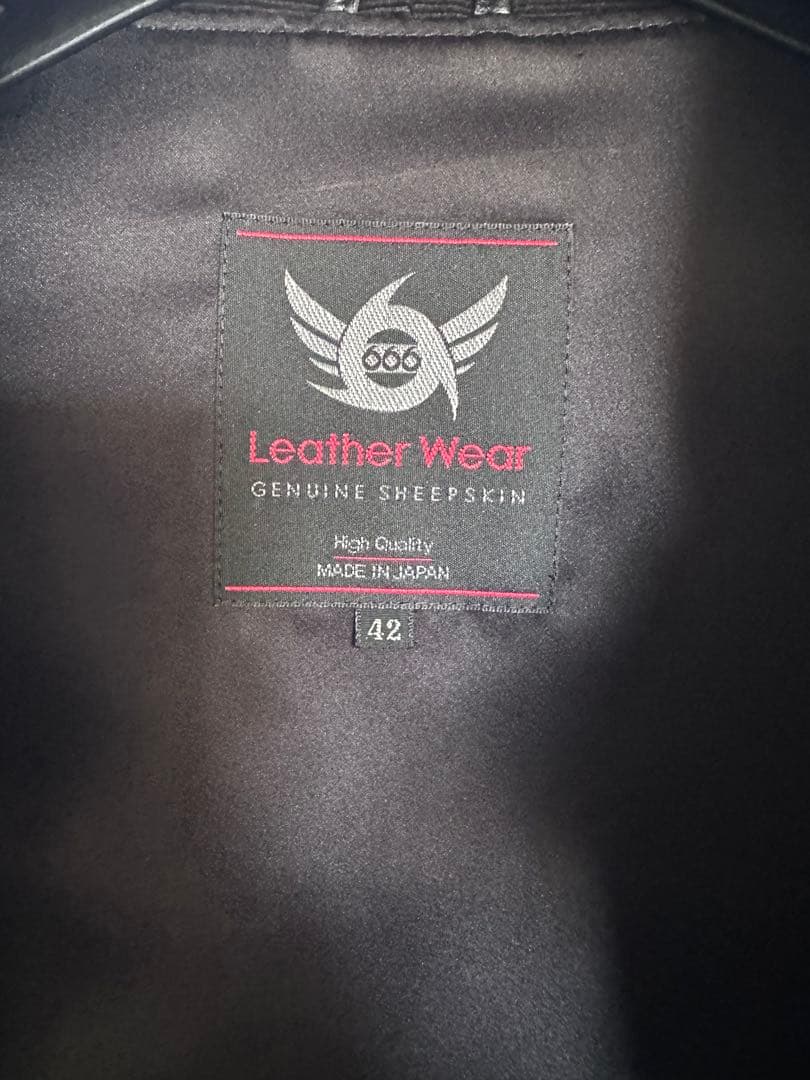 666
Leather Wear
GENUINE SHEEPSKIN
High Quality
MADE IN JAPAN
42